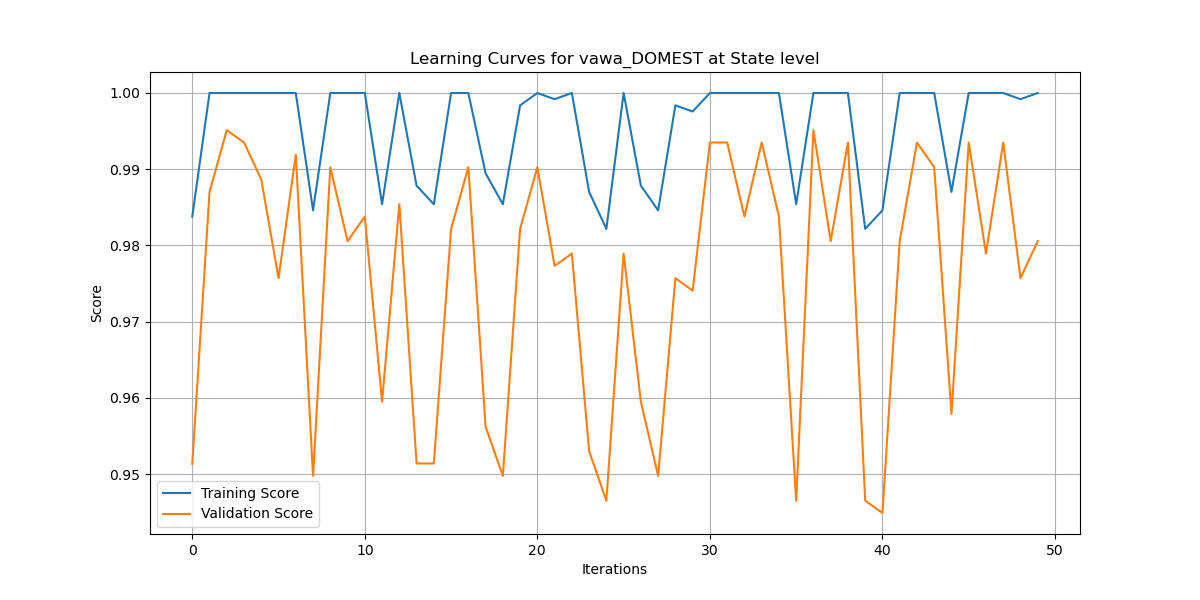 Learning Curves for vawa_DOMEST at State level
1.00
0.99
0.98
0.97
0.96
0.95
Score
Training Score
Validation Score
0 10 20 30 40 50
Iterations